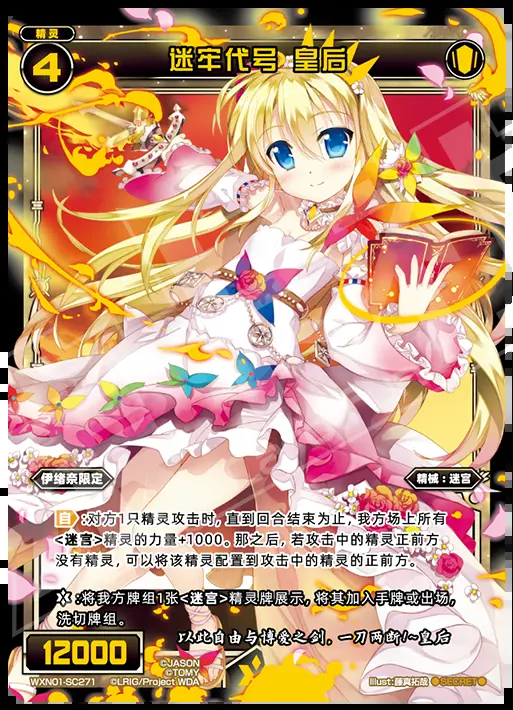 精灵
4
迷牢代号 皇后
伊绪奈限定
精械：迷宫
自:对方1只精灵攻击时，直到回合结束为止，我方场上所有
<迷宫>精灵的力量+1000。那之后，若攻击中的精灵正前方
没有精灵，可以将该精灵配置到攻击中的精灵的正前方。
:将我方牌组1张<迷宫>精灵牌展示，将其加入手牌或出场，
洗切牌组。
以此自由与博爱之剑，一刀两断!~皇后
12000
©JASON
©TOMY
WXN01-SC271 ©LRIG/Project WDA
Illust:藤真拓哉 SECRET